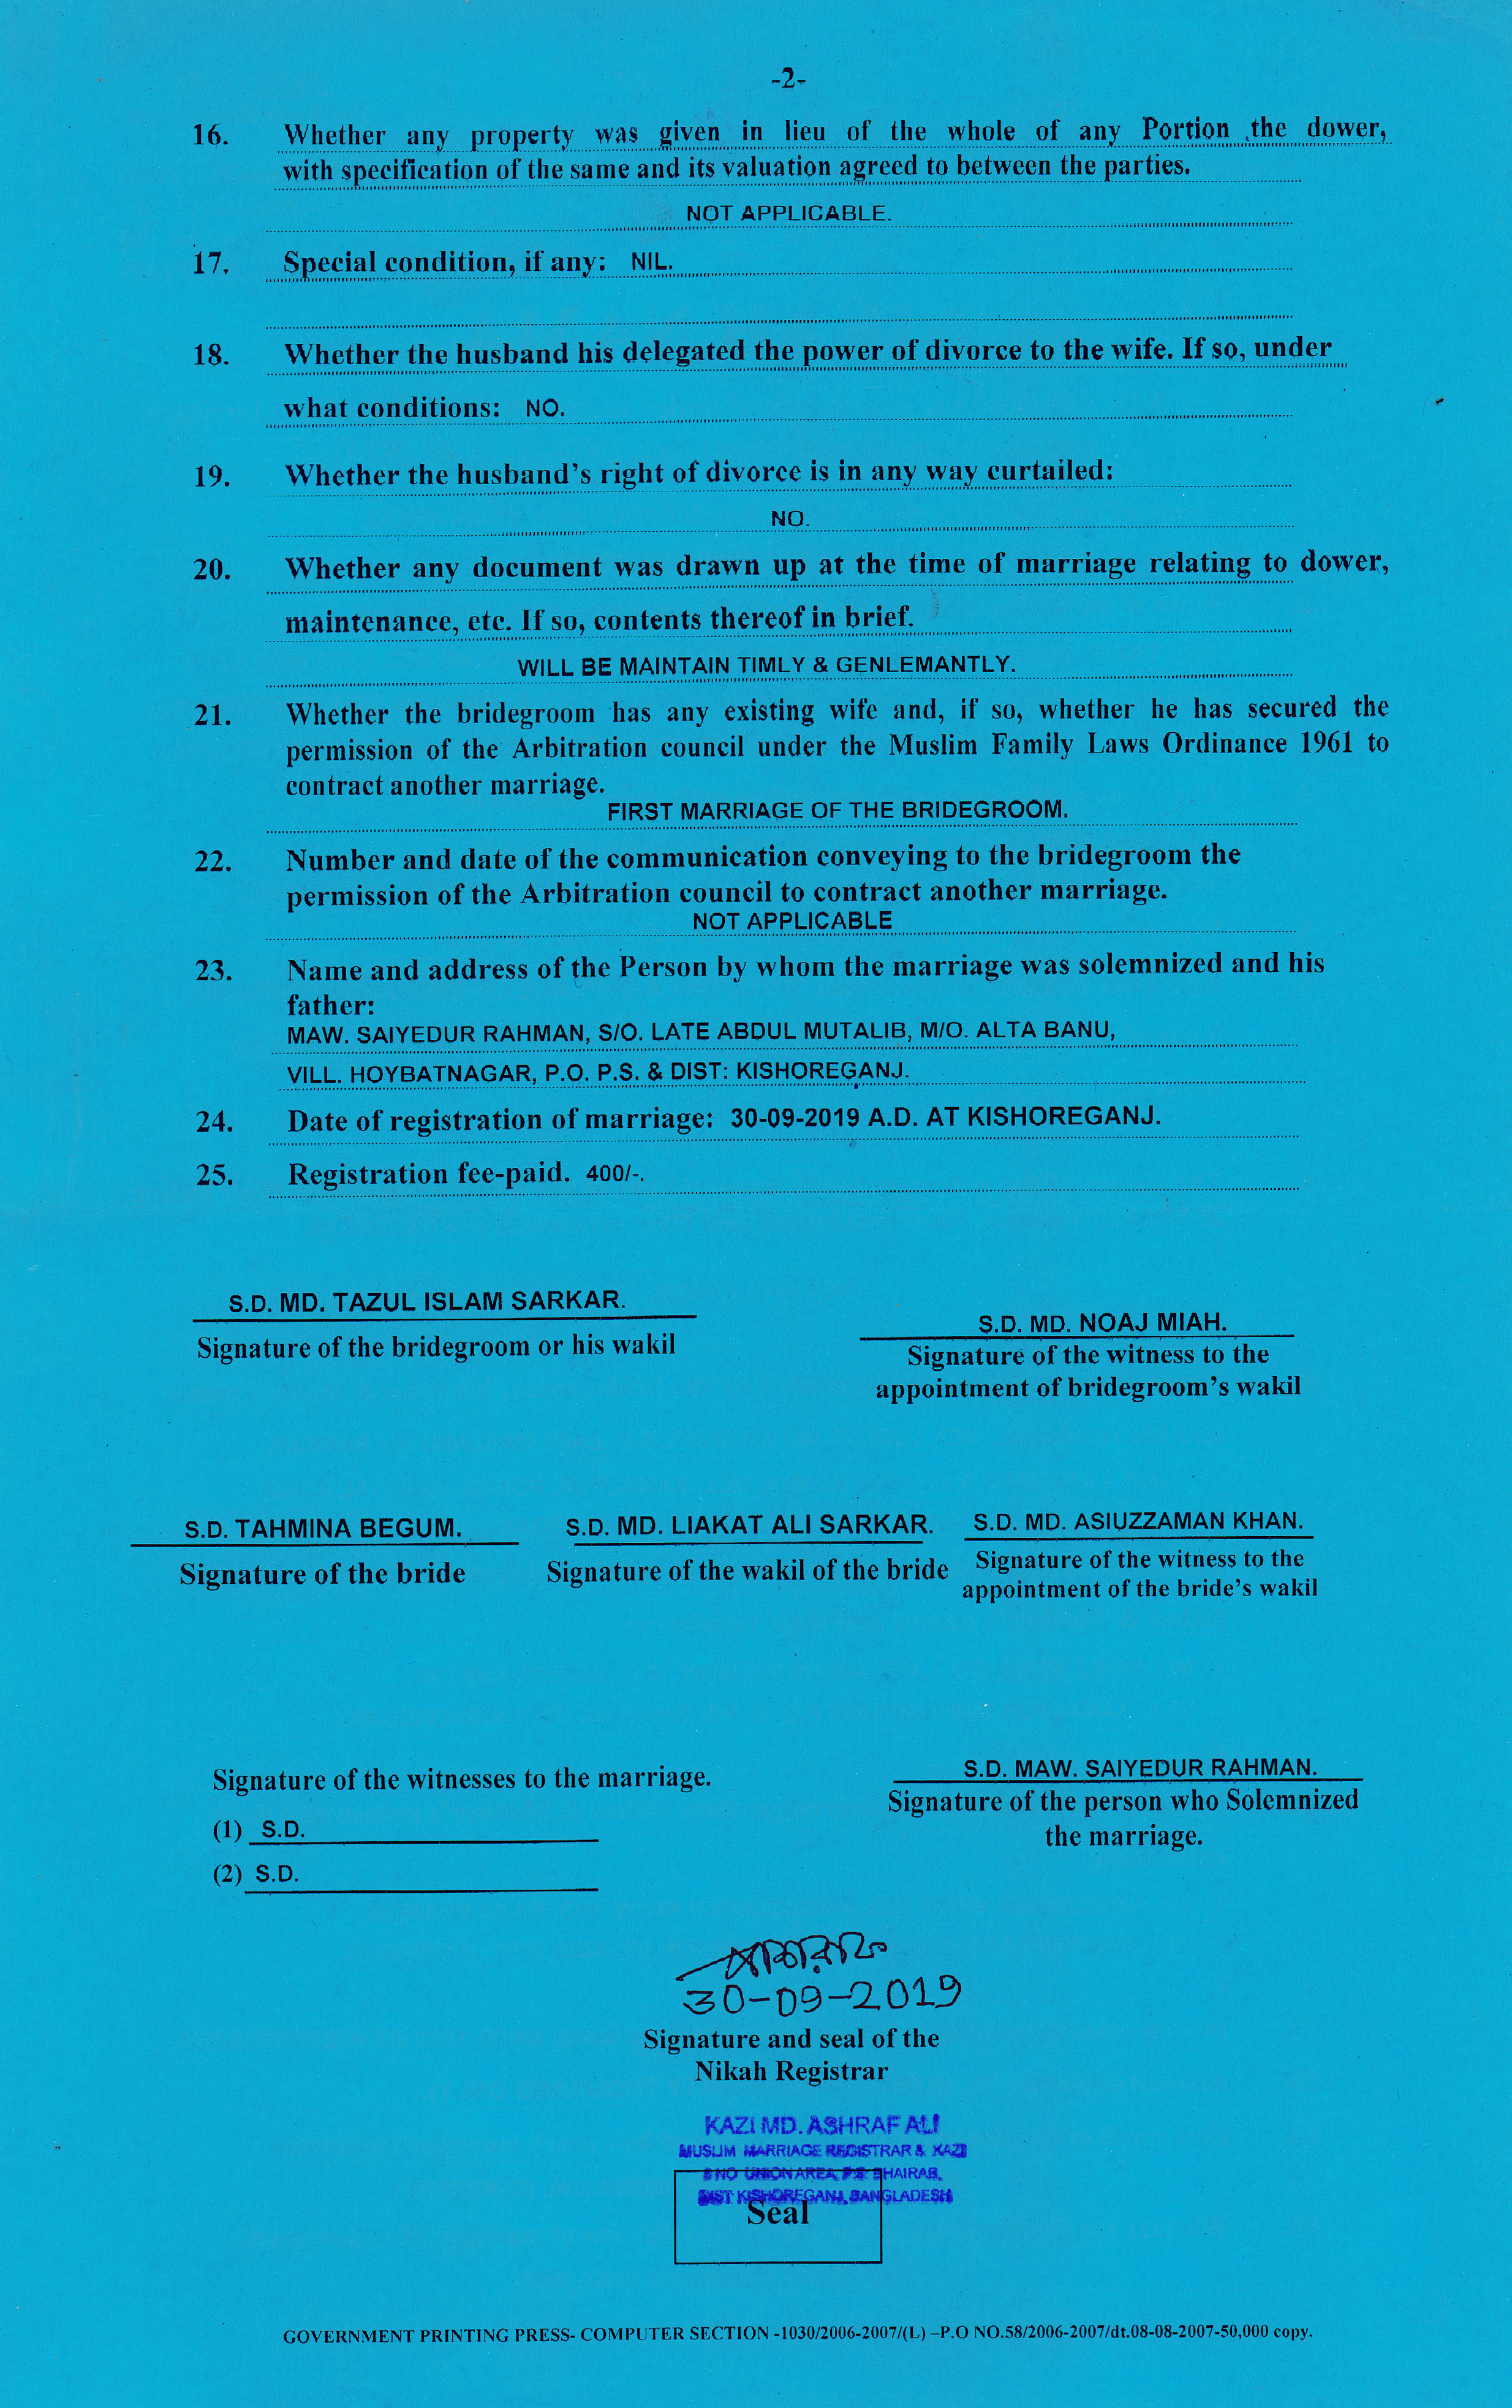 -2-
16. Whether any property was given in lieu of the whole of any Portion ,the dower,
with specification of the same and its valuation agreed to between the parties.
NOT APPLICABLE.
17. Special condition, if any: NIL.
18. Whether the husband his delegated the power of divorce to the wife. If so, under
what conditions: NO.
19. Whether the husband's right of divorce is in any way curtailed:
NO.
20. Whether any document was drawn up at the time of marriage relating to dower,
maintenance, etc. If so, contents thereof in brief.
WILL BE MAINTAIN TIMLY & GENLEMANTLY.
21. Whether the bridegroom has any existing wife and, if so, whether he has secured the
permission of the Arbitration council under the Muslim Family Laws Ordinance 1961 to
contract another marriage.
FIRST MARRIAGE OF THE BRIDEGROOM.
22. Number and date of the communication conveying to the bridegroom the
permission of the Arbitration council to contract another marriage.
NOT APPLICABLE
23. Name and address of the Person by whom the marriage was solemnized and his
father:
MAW. SAIYEDUR RAHMAN, S/O. LATE ABDUL MUTALIB, M/O. ALTA BANU,
VILL. HOYBATNAGAR, P.O. P.S. & DIST: KISHOREGANJ.
24. Date of registration of marriage: 30-09-2019 A.D. AT KISHOREGANJ.
25. Registration fee-paid. 400/-.
S.D. MD. TAZUL ISLAM SARKAR.
Signature of the bridegroom or his wakil
S.D. MD. NOAJ MIAH.
Signature of the witness to the
appointment of bridegroom's wakil
S.D. TAHMINA BEGUM.
Signature of the bride
S.D. MD. LIAKAT ALI SARKAR.
Signature of the wakil of the bride
S.D. MD. ASIUZZAMAN KHAN.
Signature of the witness to the
appointment of the bride's wakil
Signature of the witnesses to the marriage.
(1) S.D.
(2) S.D.
S.D. MAW. SAIYEDUR RAHMAN.
Signature of the person who Solemnized
the marriage.
30-09-2019
Signature and seal of the
Nikah Registrar
KAZI MD. ASHRAF ALI
MUSLIM MARRIAGE REGISTRAR & KAZI
NO UNION AREA, P.S BHAIRAB,
DIST KISHOREGANJ, BANGLADESH
Seal
GOVERNMENT PRINTING PRESS- COMPUTER SECTION -1030/2006-2007/(L) –P.O NO.58/2006-2007/dt.08-08-2007-50,000 copy.